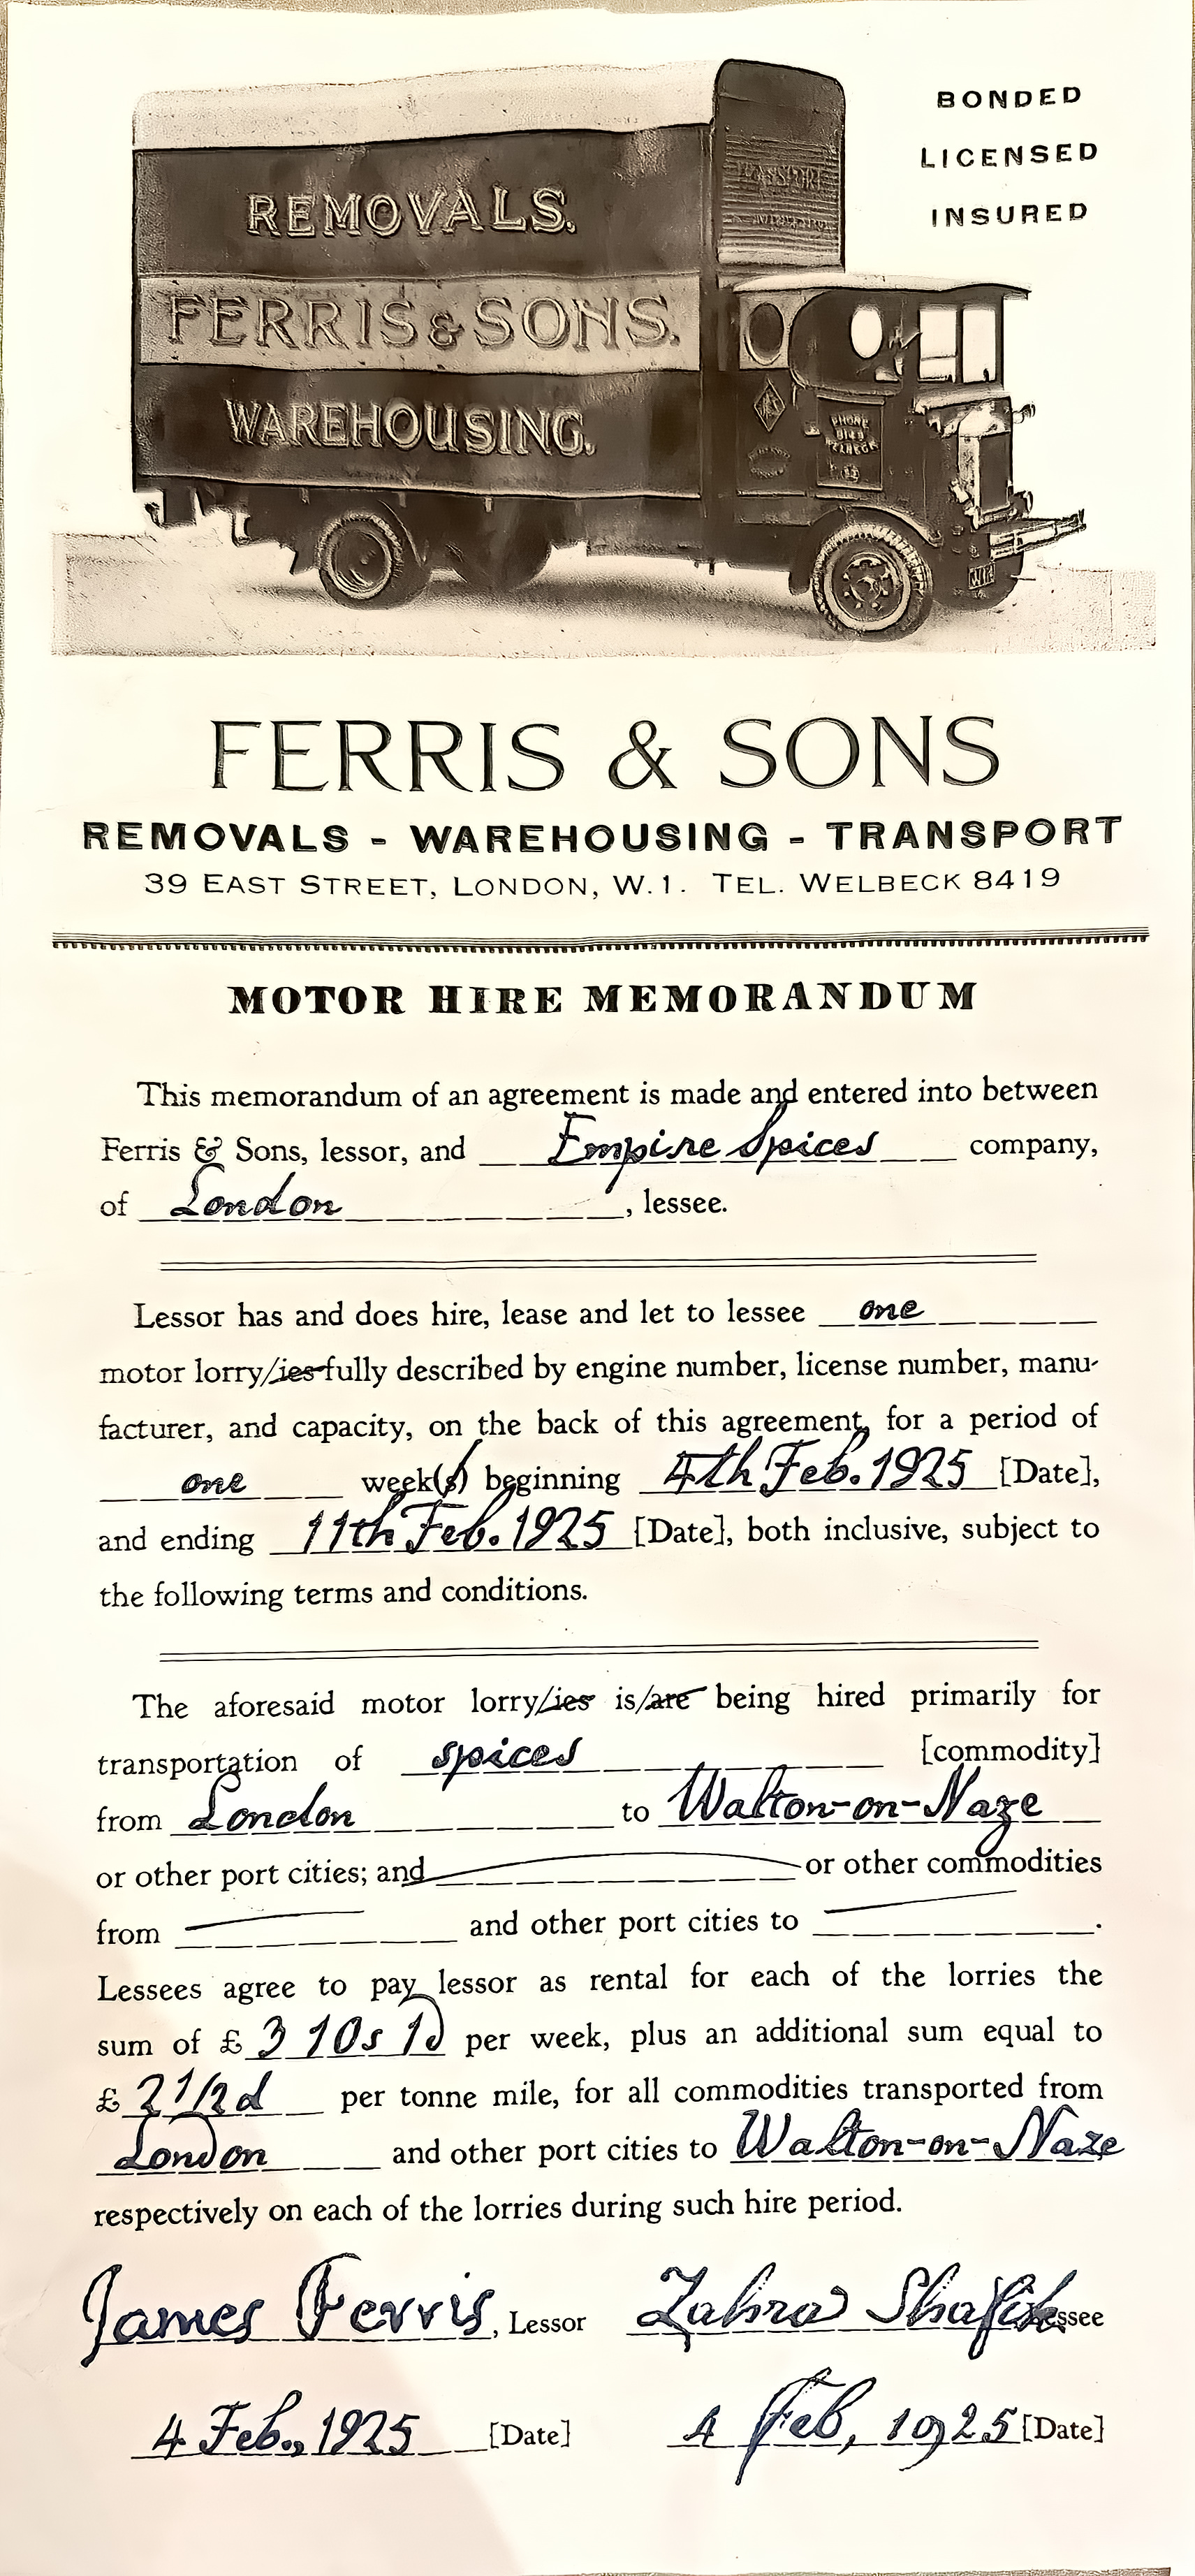 BONDED
LICENSED
INSURED
REMOVALS.
FERRIS & SONS.
WAREHOUSING.
PHONE
FERRIS & SONS
REMOVALS - WAREHOUSING - TRANSPORT
39 EAST STREET, LONDON, W.1. TEL. WELBECK 8419
MOTOR HIRE MEMORANDUM
This memorandum of an agreement is made and entered into between
Ferris & Sons, lessor, and Empire Spices company,
of London, lessee.
Lessor has and does hire, lease and let to lessee one
motor lorry/ies fully described by engine number, license number, manu-
facturer, and capacity, on the back of this agreement, for a period of
one week(s) beginning 4th Feb. 1925 [Date],
and ending 11th Feb. 1925 [Date], both inclusive, subject to
the following terms and conditions.
The aforesaid motor lorry/ies is/are being hired primarily for
transportation of spices [commodity]
from London to Walton-on-Naze
or other port cities; and or other commodities
from and other port cities to .
Lessees agree to pay lessor as rental for each of the lorries the
sum of £ 3 10s 1d per week, plus an additional sum equal to
£ 2 1/2 d per tonne mile, for all commodities transported from
London and other port cities to Walton-on-Naze
respectively on each of the lorries during such hire period.
James Ferris, Lessor Zahra Shafik Lessee
4 Feb., 1925 [Date] 4 Feb, 1925 [Date]